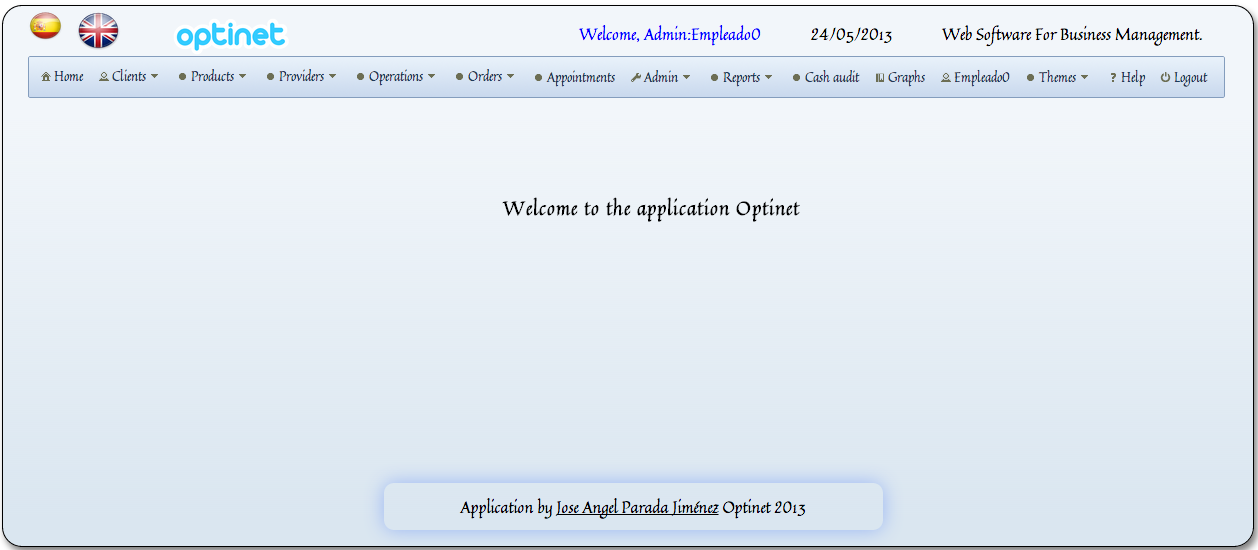 optinet Welcome, Admin:Empleado0 24/05/2013 Web Software For Business Management.
Home Clients Products Providers Operations Orders Appointments Admin Reports Cash audit Graphs Empleado0 Themes ? Help Logout
Welcome to the application Optinet
Application by Jose Angel Parada Jiménez Optinet 2013